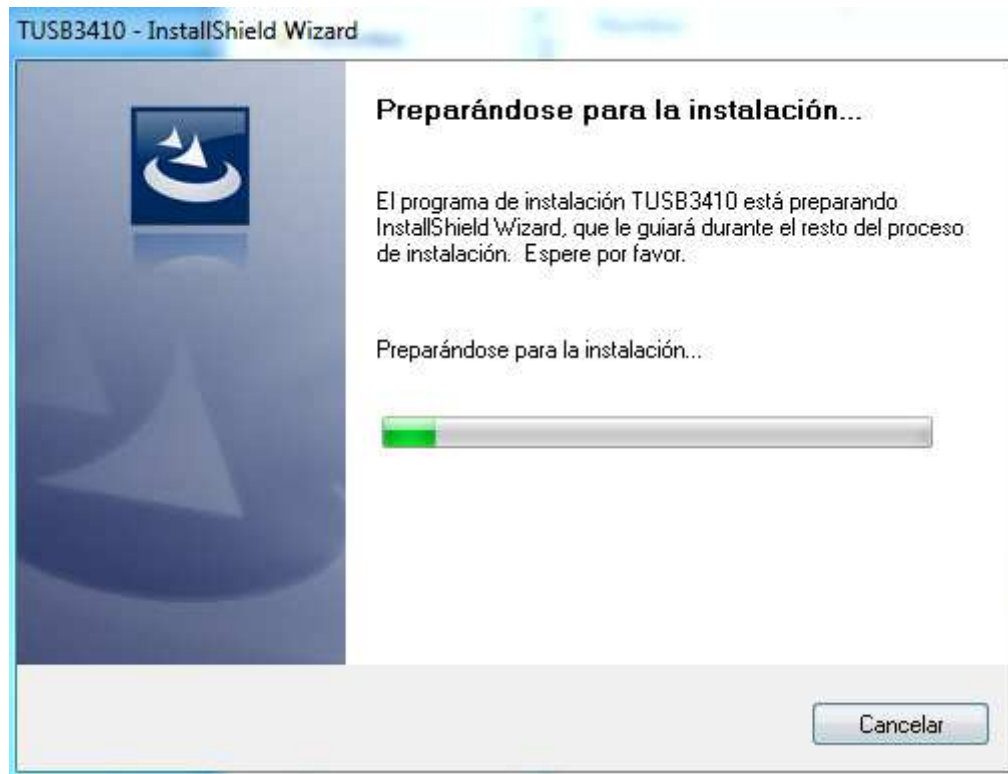 TUSB3410 - InstallShield Wizard
Preparándose para la instalación...
El programa de instalación TUSB3410 está preparando
InstallShield Wizard, que le guiará durante el resto del proceso
de instalación.  Espere por favor.
Preparándose para la instalación...
Cancelar